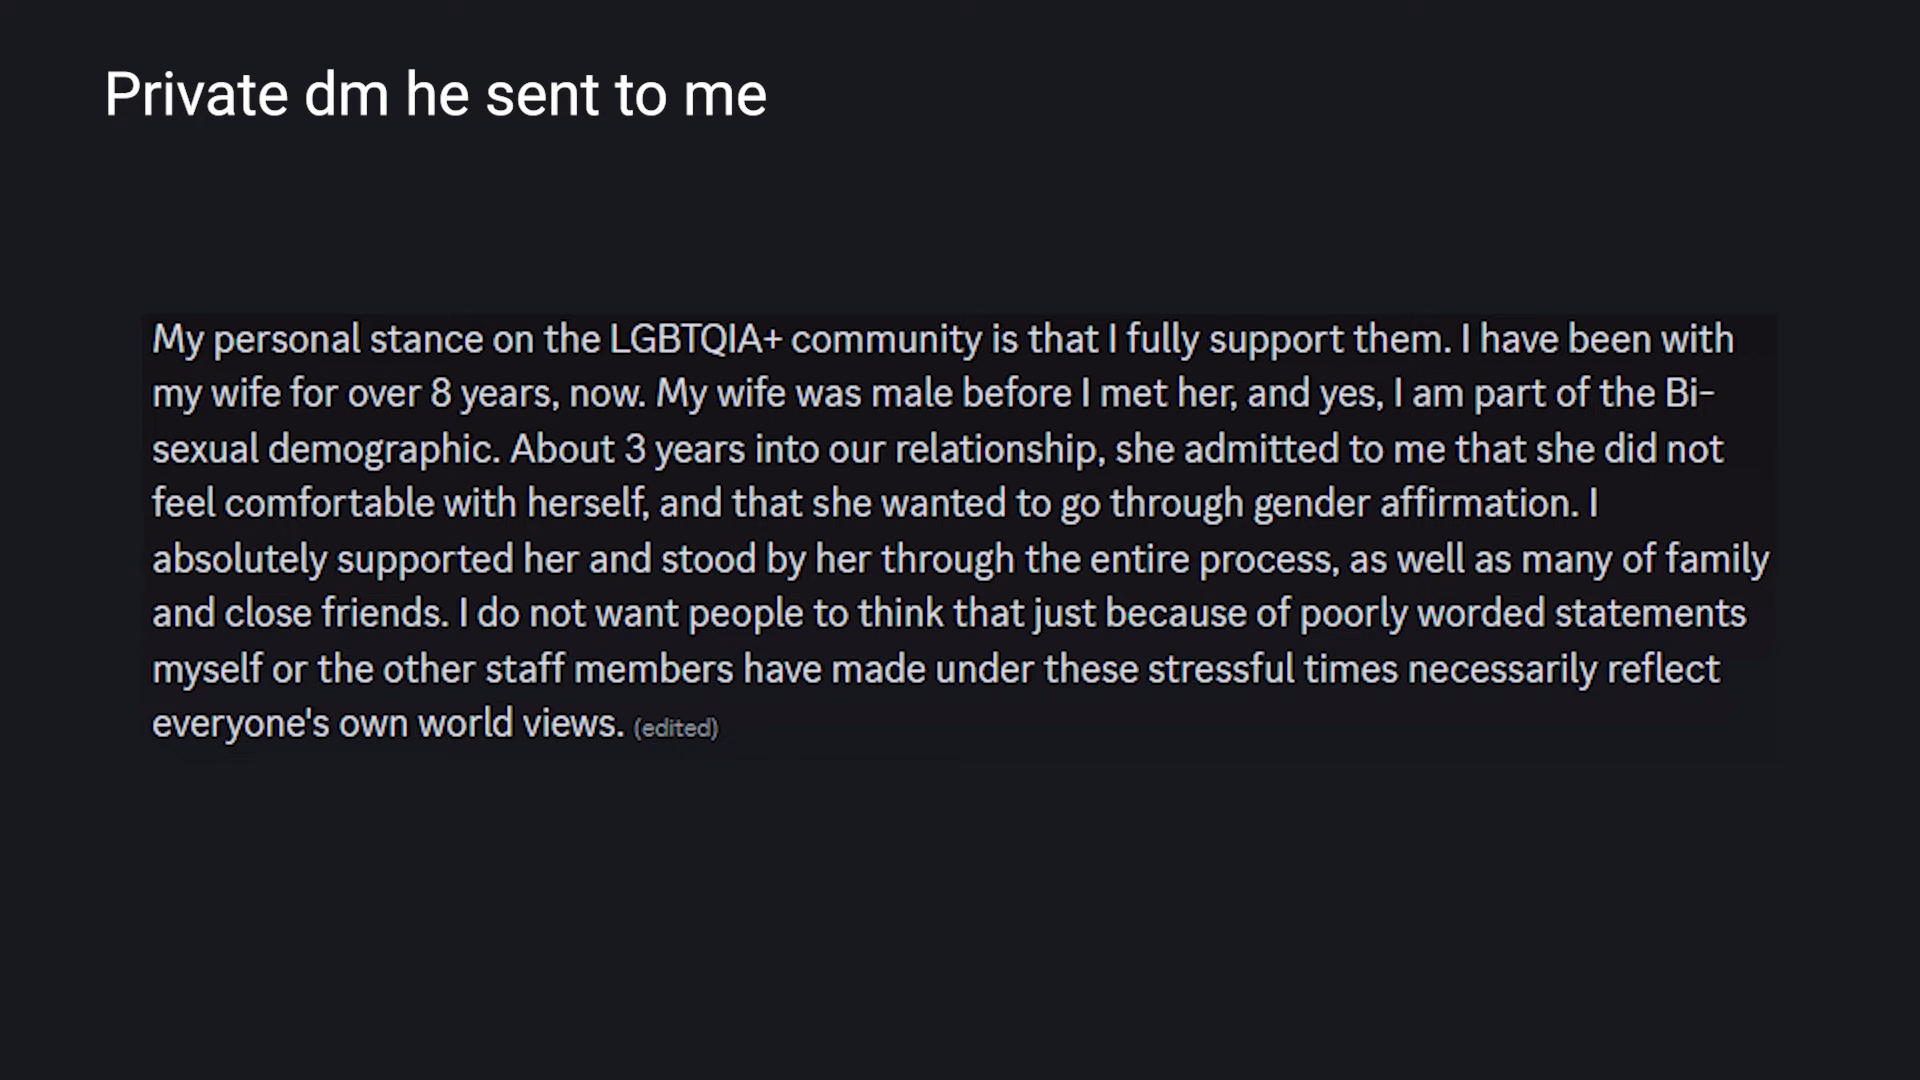 Private dm he sent to me
My personal stance on the LGBTQIA+ community is that I fully support them. I have been with
my wife for over 8 years, now. My wife was male before I met her, and yes, I am part of the Bi-
sexual demographic. About 3 years into our relationship, she admitted to me that she did not
feel comfortable with herself, and that she wanted to go through gender affirmation. I
absolutely supported her and stood by her through the entire process, as well as many of family
and close friends. I do not want people to think that just because of poorly worded statements
myself or the other staff members have made under these stressful times necessarily reflect
everyone's own world views. (edited)